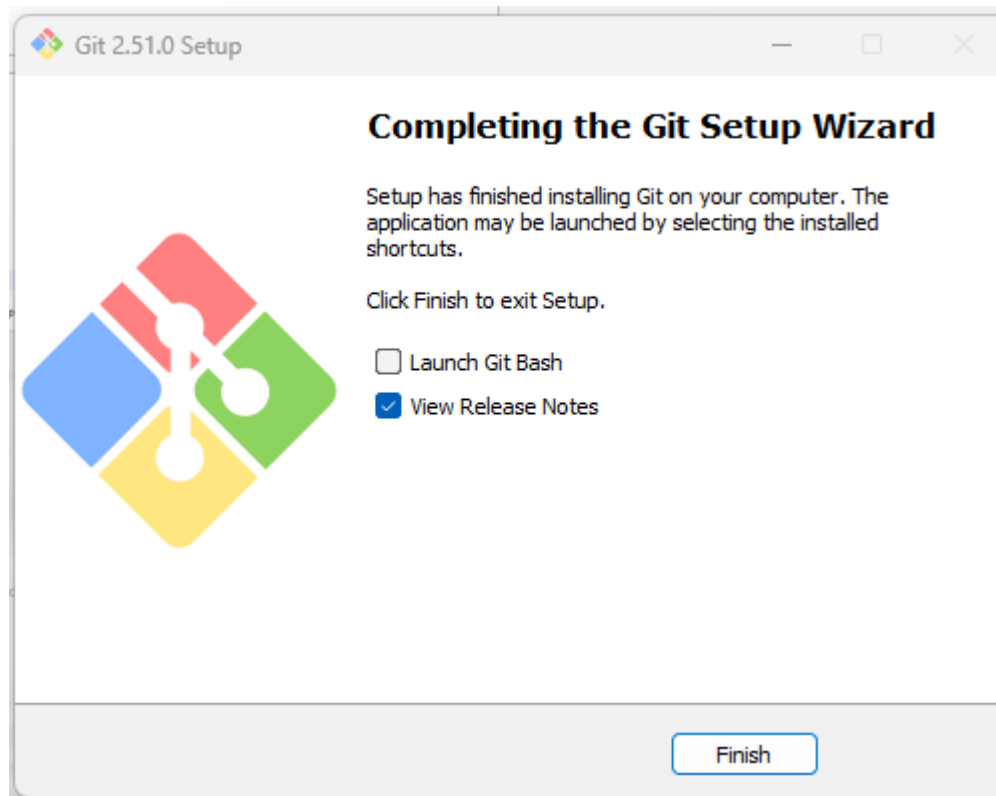 Git 2.51.0 Setup
Completing the Git Setup Wizard
Setup has finished installing Git on your computer. The
application may be launched by selecting the installed
shortcuts.
Click Finish to exit Setup.
Launch Git Bash
View Release Notes
Finish